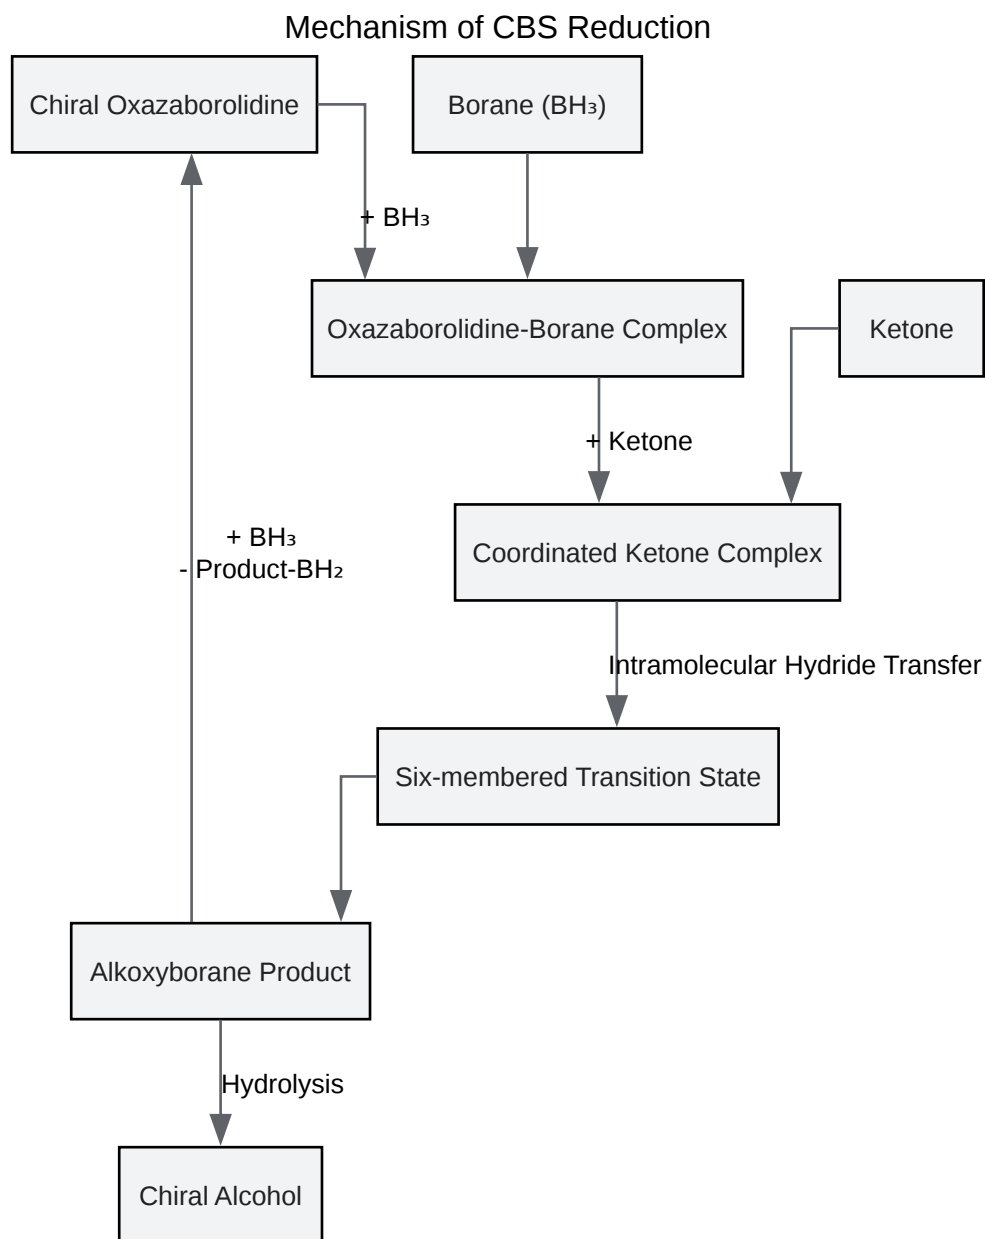 Mechanism of CBS Reduction
Chiral Oxazaborolidine
Borane (BH₃)
+ BH₃
Oxazaborolidine-Borane Complex
Ketone
+ Ketone
+ BH₃
- Product-BH₂
Coordinated Ketone Complex
Intramolecular Hydride Transfer
Six-membered Transition State
Alkoxyborane Product
Hydrolysis
Chiral Alcohol